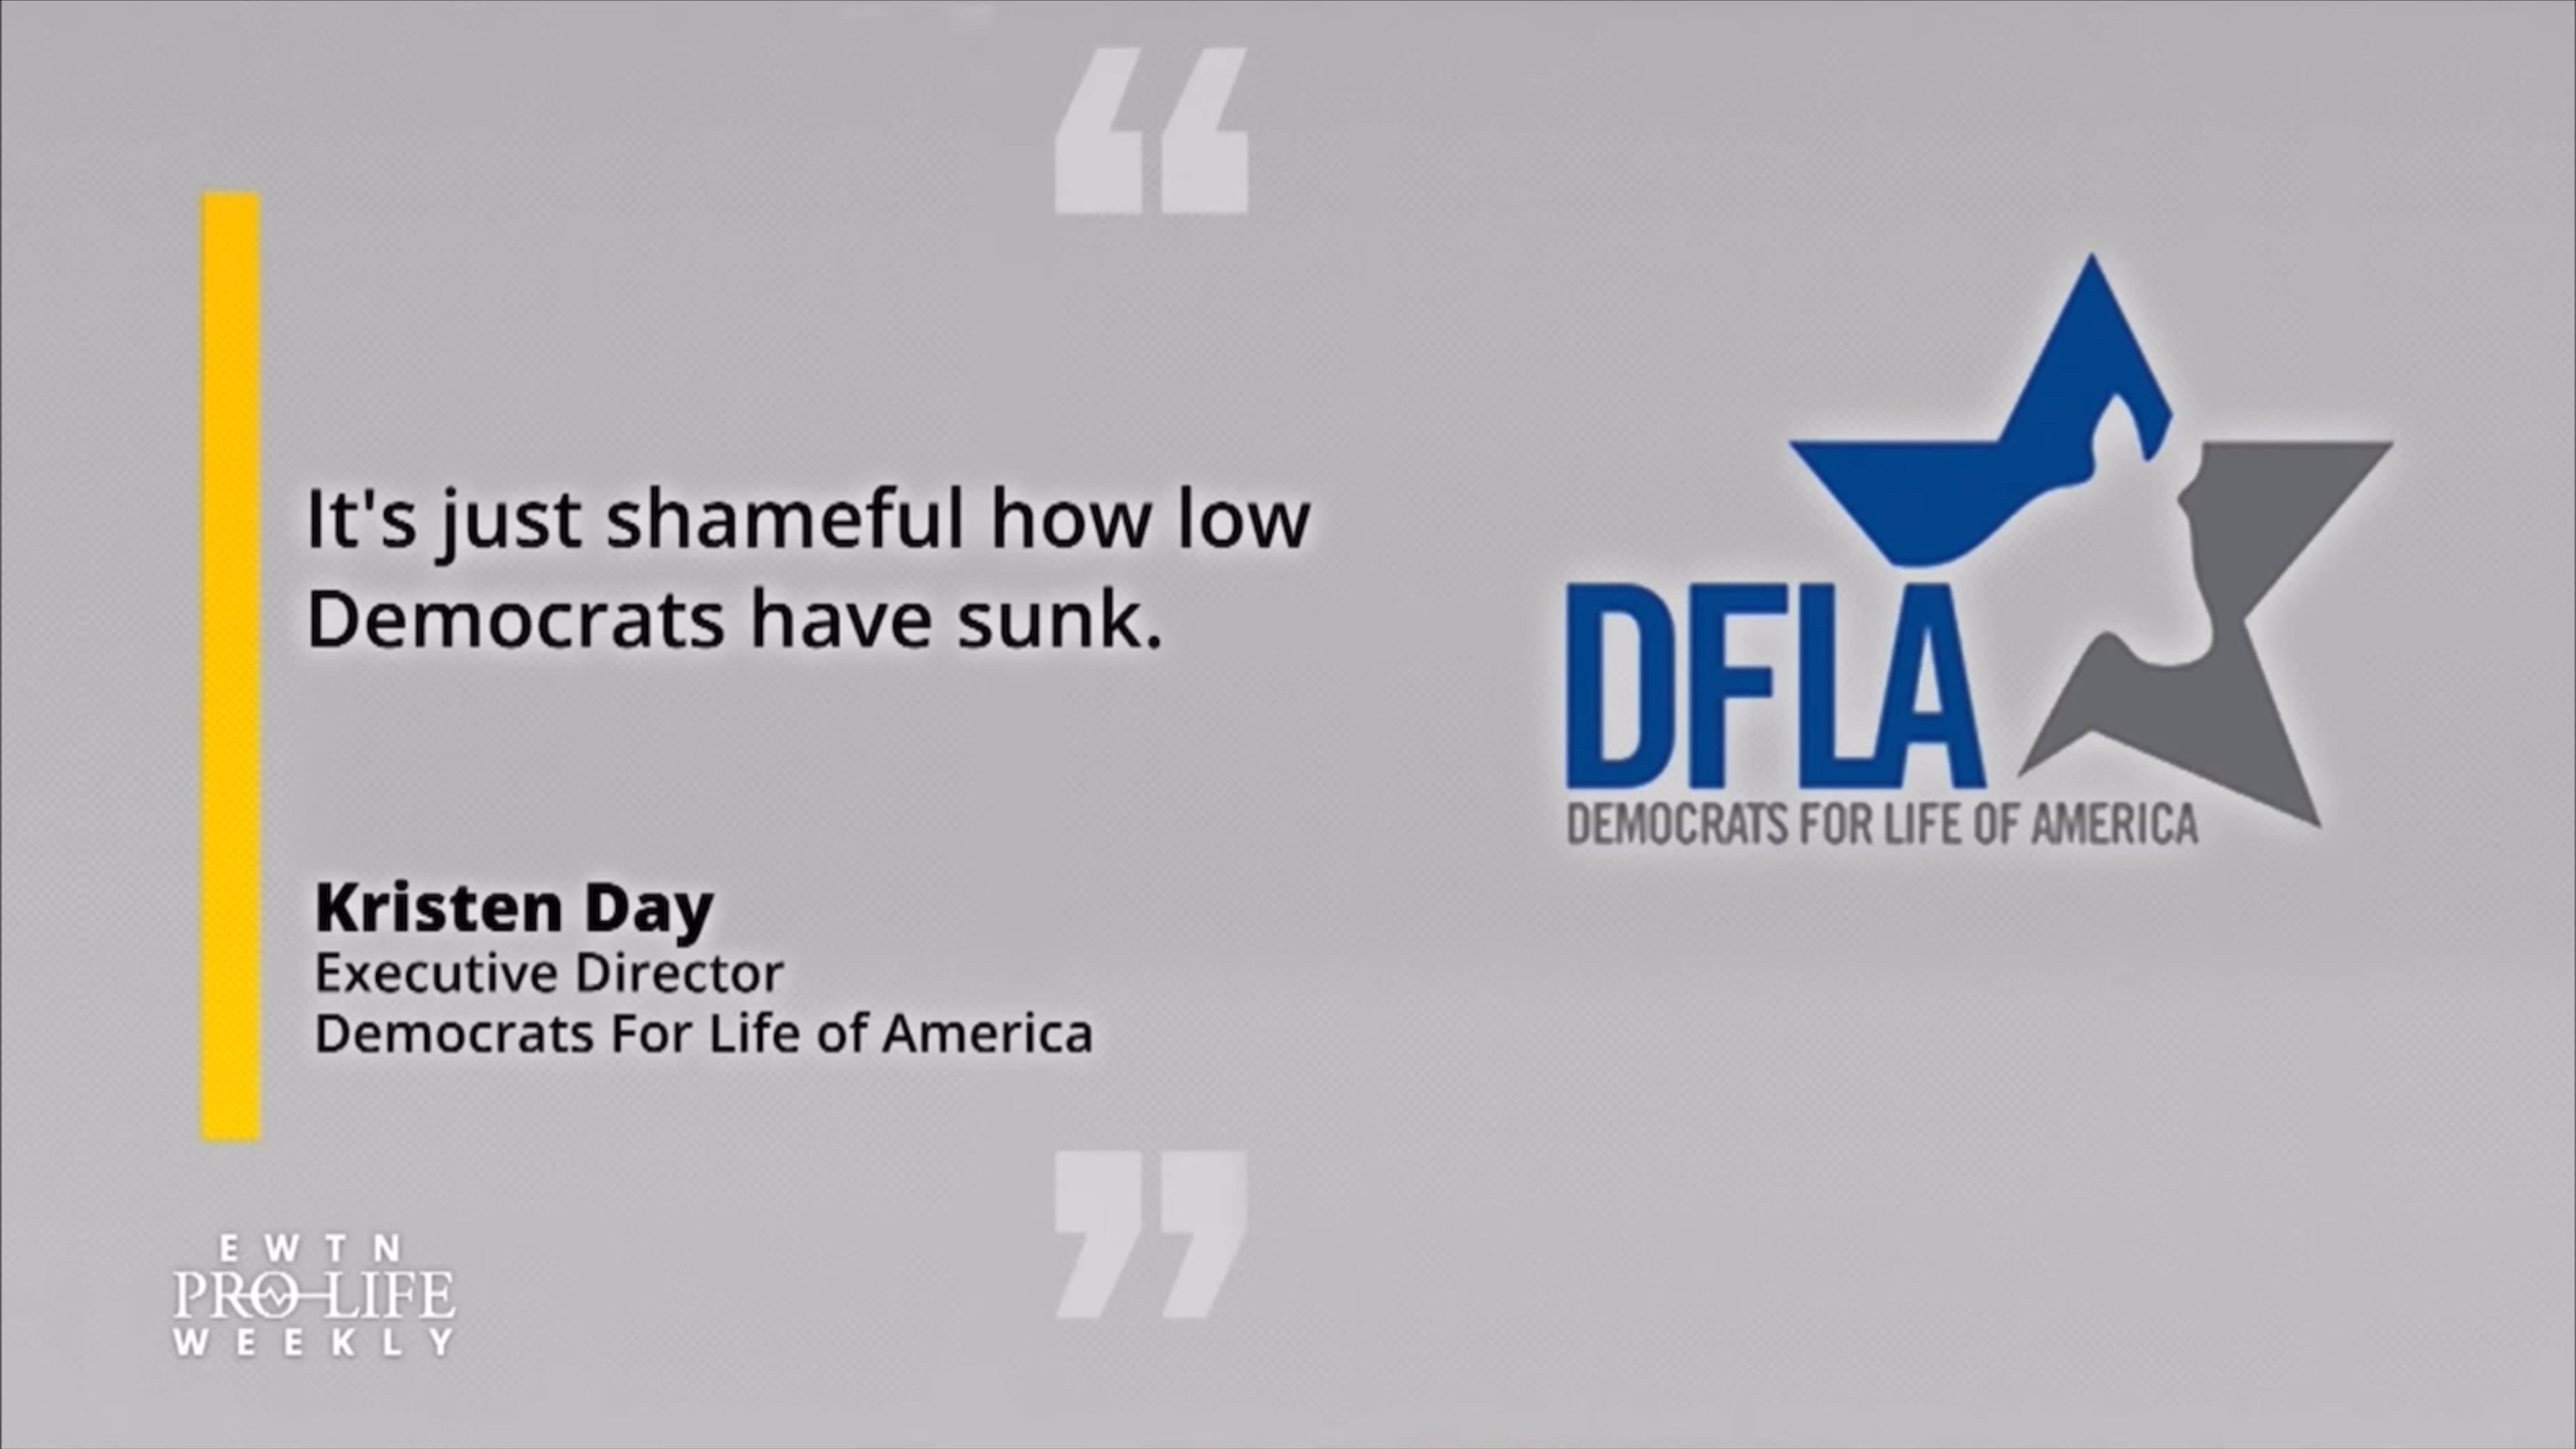 It's just shameful how low
Democrats have sunk.
Kristen Day
Executive Director
Democrats For Life of America
DFLA
DEMOCRATS FOR LIFE OF AMERICA
EWTN
PRO-LIFE
WEEKLY